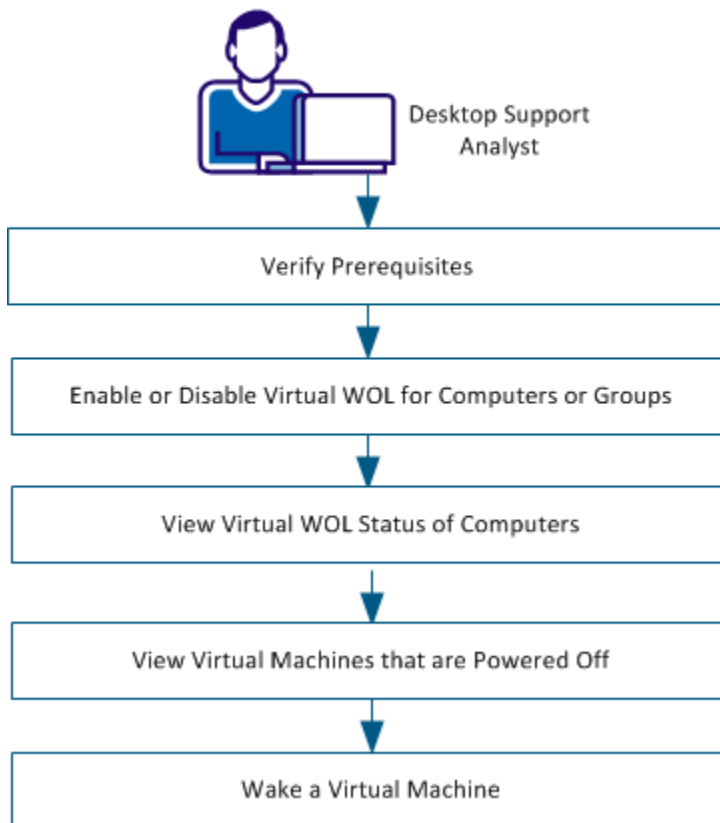 Desktop Support
Analyst
Verify Prerequisites
Enable or Disable Virtual WOL for Computers or Groups
View Virtual WOL Status of Computers
View Virtual Machines that are Powered Off
Wake a Virtual Machine